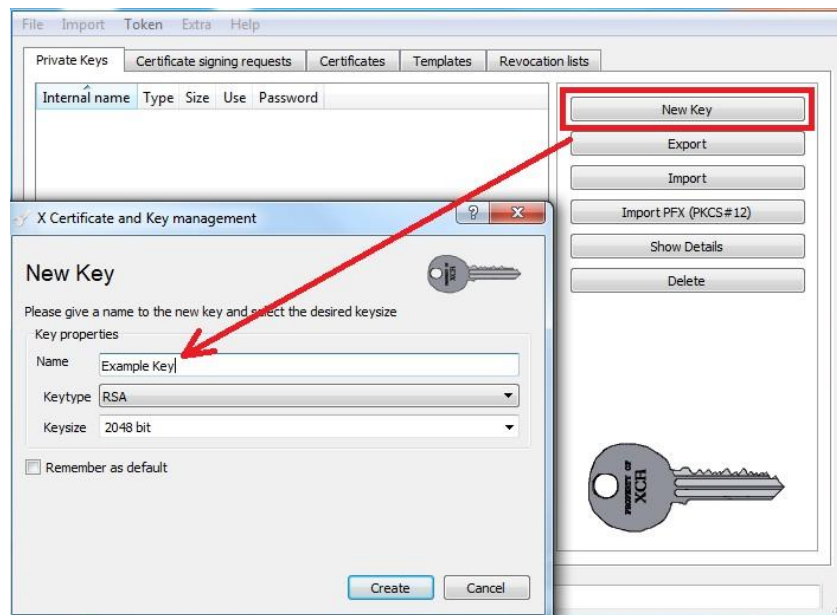 File Import Token Extra Help
Private Keys Certificate signing requests Certificates Templates Revocation lists
Internal name Type Size Use Password
New Key
Export
Import
Import PFX (PKCS#12)
Show Details
Delete
X Certificate and Key management
New Key
Please give a name to the new key and select the desired keysize
Key properties
Name Example Key
Keytype RSA
Keysize 2048 bit
Remember as default
Create Cancel
PROPERTY OF
XCH